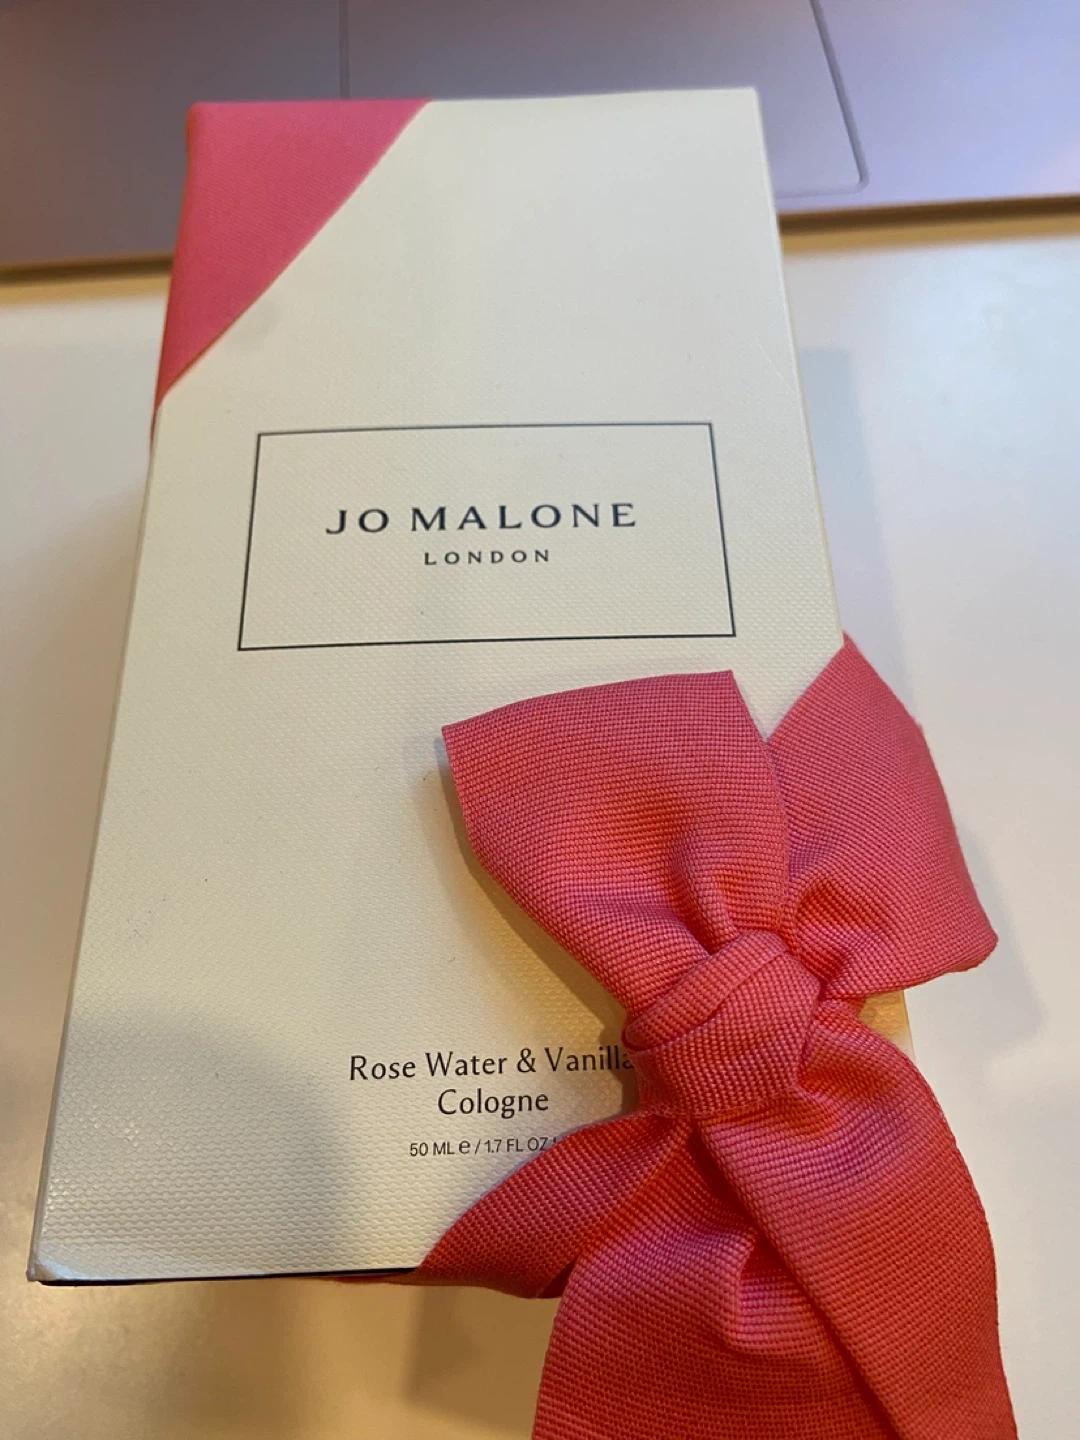 JO MALONE
LONDON
Rose Water & Vanilla
Cologne
50 ML e / 1.7 FL OZ